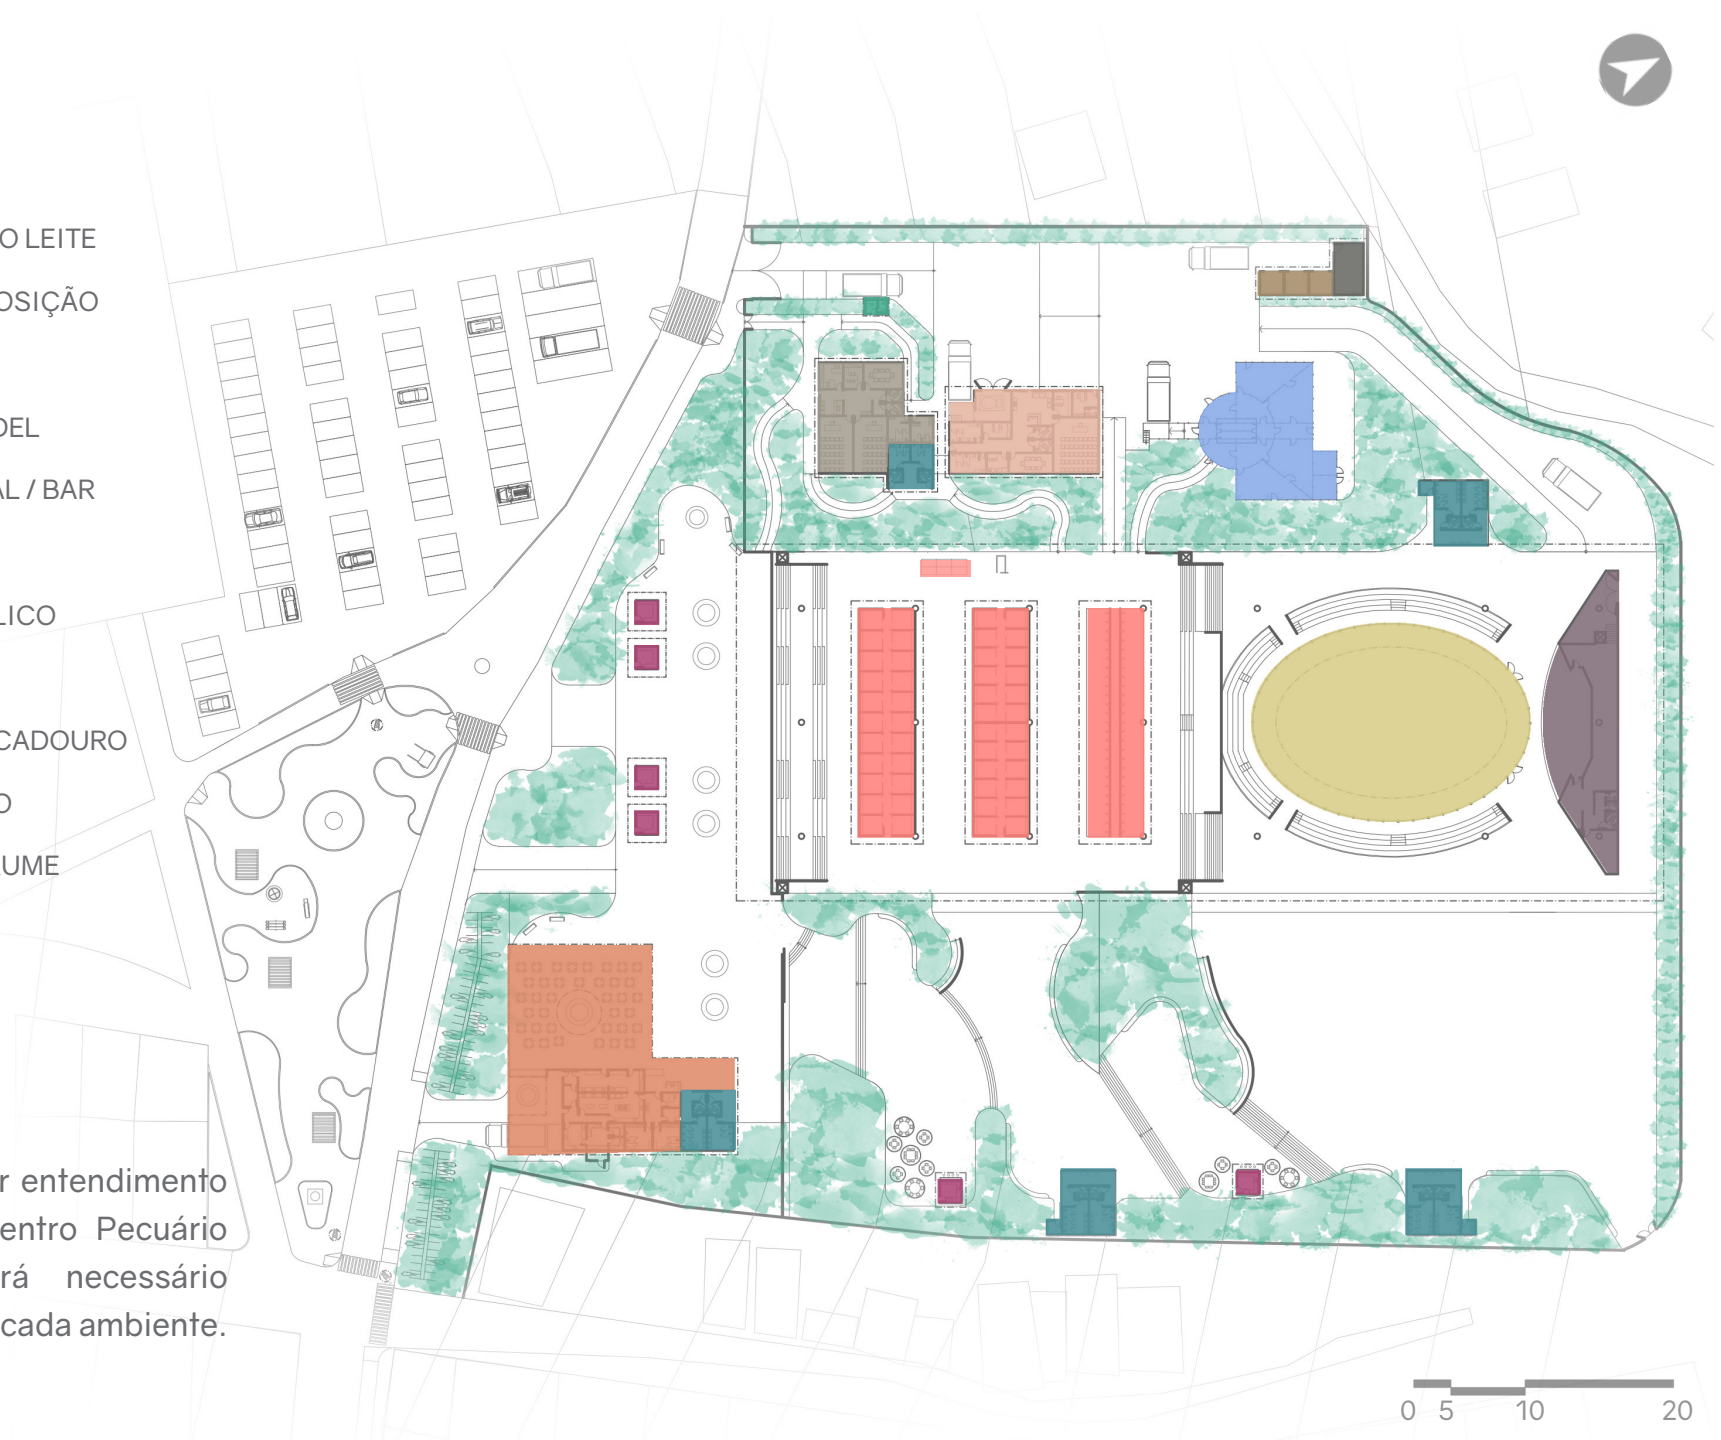 O LEITE
OSIÇÃO
DEL
AL / BAR
LICO
CADOURO
O
UME
r entendimento
entro Pecuário
rá necessário
cada ambiente.
0 5 10 20